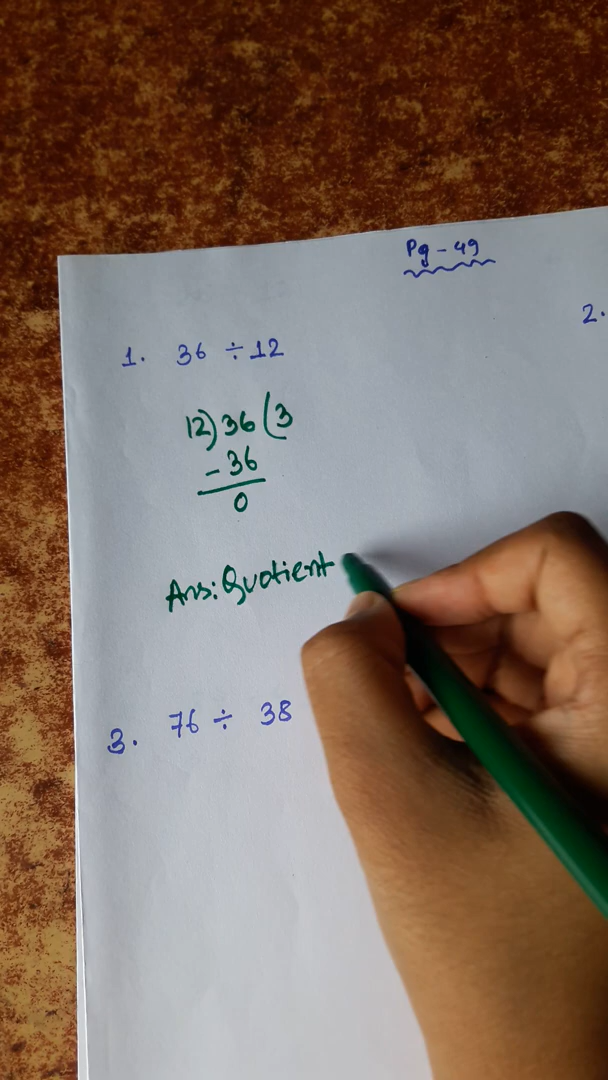 Pg - 49
1. 36 ÷ 12
2.
12) 36 (3
- 36
0
Ans: Quotient
3. 76 ÷ 38